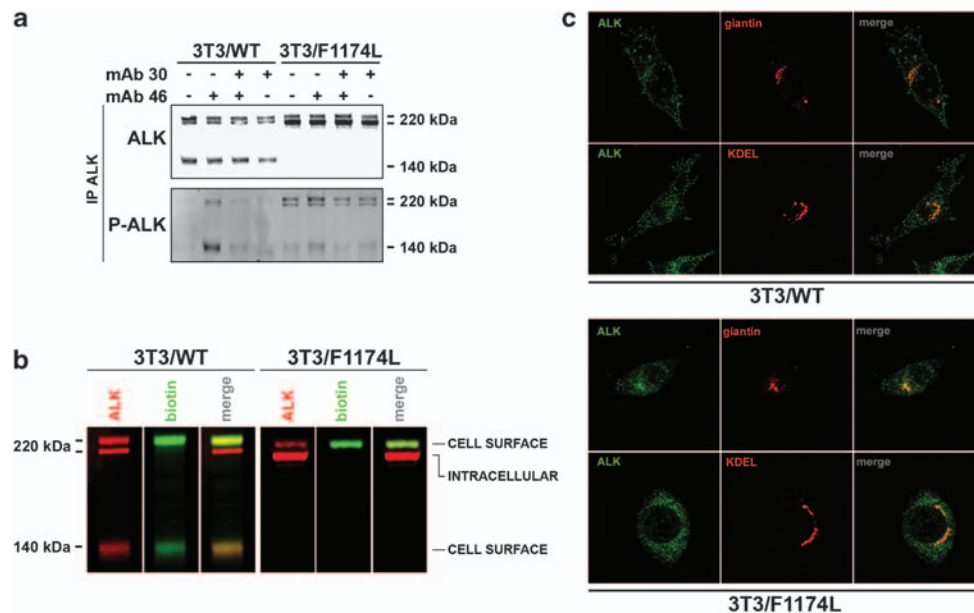 a
3T3/WT 3T3/F1174L
mAb 30 - - + + - - + +
mAb 46 - + + - - + + -
IP ALK
ALK
220 kDa
140 kDa
P-ALK
220 kDa
140 kDa
b
3T3/WT 3T3/F1174L
ALK biotin merge ALK biotin merge
220 kDa
CELL SURFACE
INTRACELLULAR
140 kDa
CELL SURFACE
c
ALK giantin merge
ALK KDEL merge
3T3/WT
ALK giantin merge
ALK KDEL merge
3T3/F1174L